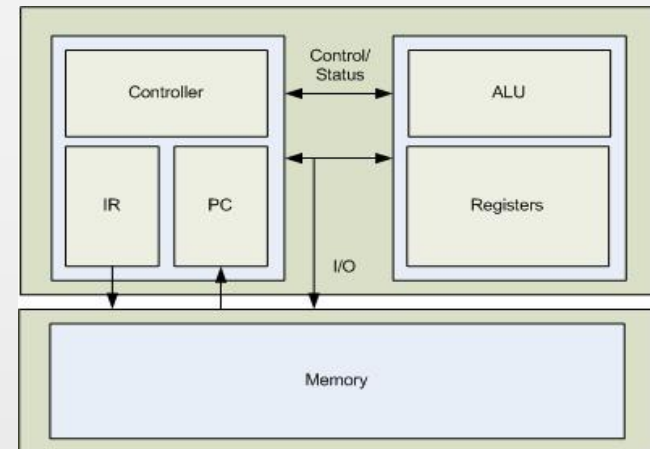 Control/
Status
Controller
ALU
IR
PC
Registers
I/O
Memory